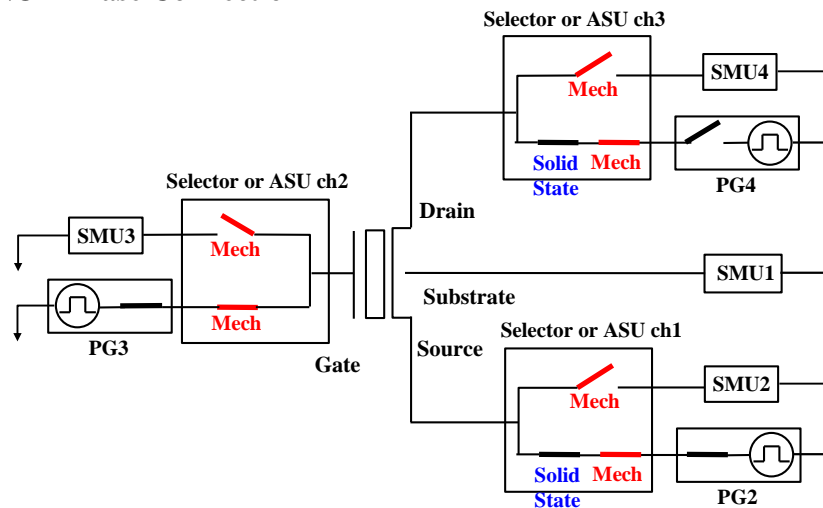 Selector or ASU ch3
SMU4
Mech
Solid
State
Mech
PG4
Selector or ASU ch2
Drain
SMU3
Mech
SMU1
Substrate
Mech
PG3
Gate
Source
Selector or ASU ch1
SMU2
Mech
Solid
State
Mech
PG2